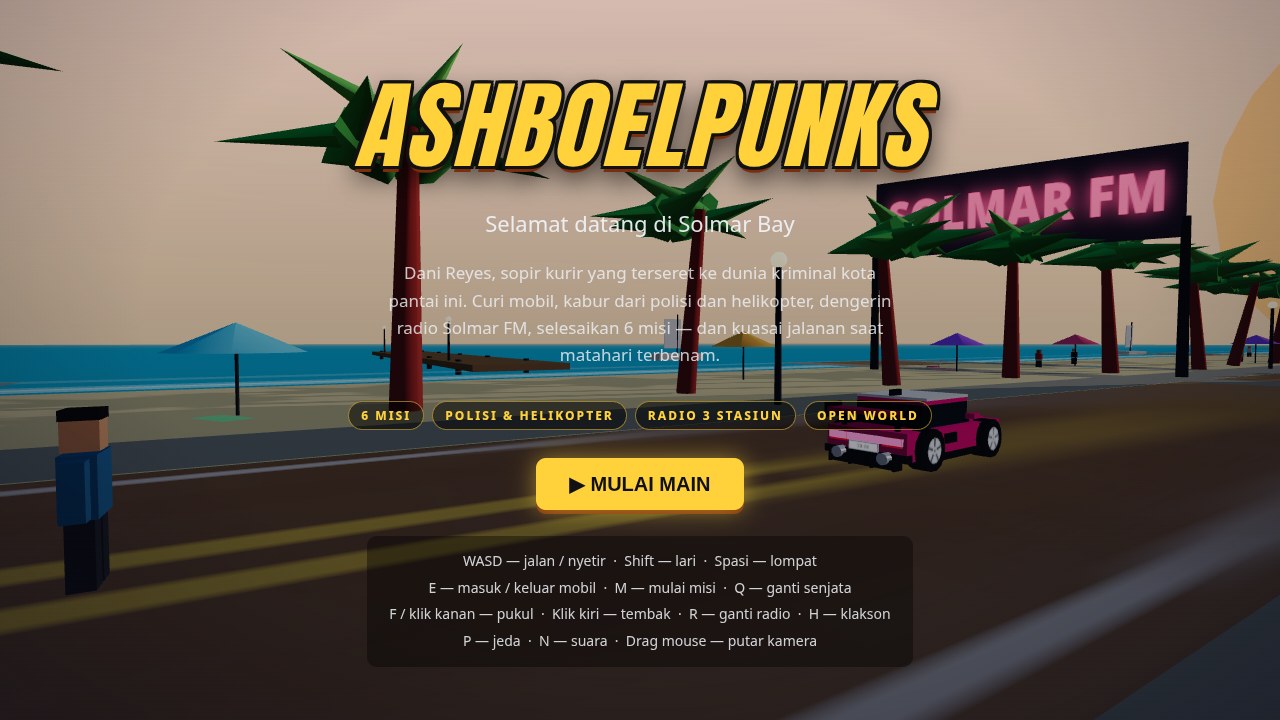 ASHBOELPUNKS
SOLMAR FM
Selamat datang di Solmar Bay
Dani Reyes, sopir kurir yang terseret ke dunia kriminal kota
pantai ini. Curi mobil, kabur dari polisi dan helikopter, dengerin
radio Solmar FM, selesaikan 6 misi — dan kuasai jalanan saat
matahari terbenam.
6 MISI
POLISI & HELIKOPTER
RADIO 3 STASIUN
OPEN WORLD
▶ MULAI MAIN
WASD — jalan / nyetir · Shift — lari · Spasi — lompat
E — masuk / keluar mobil · M — mulai misi · Q — ganti senjata
F / klik kanan — pukul · Klik kiri — tembak · R — ganti radio · H — klakson
P — jeda · N — suara · Drag mouse — putar kamera